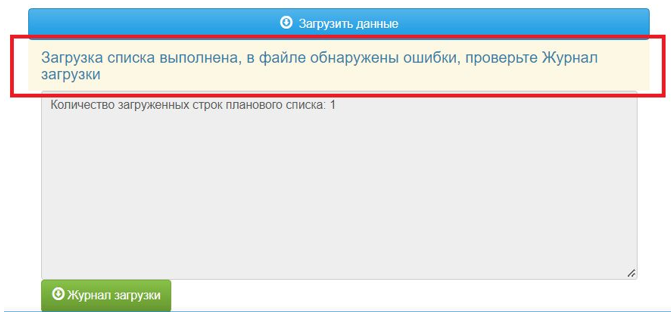 Загрузить данные
Загрузка списка выполнена, в файле обнаружены ошибки, проверьте Журнал
загрузки
Количество загруженных строк планового списка: 1
Журнал загрузки